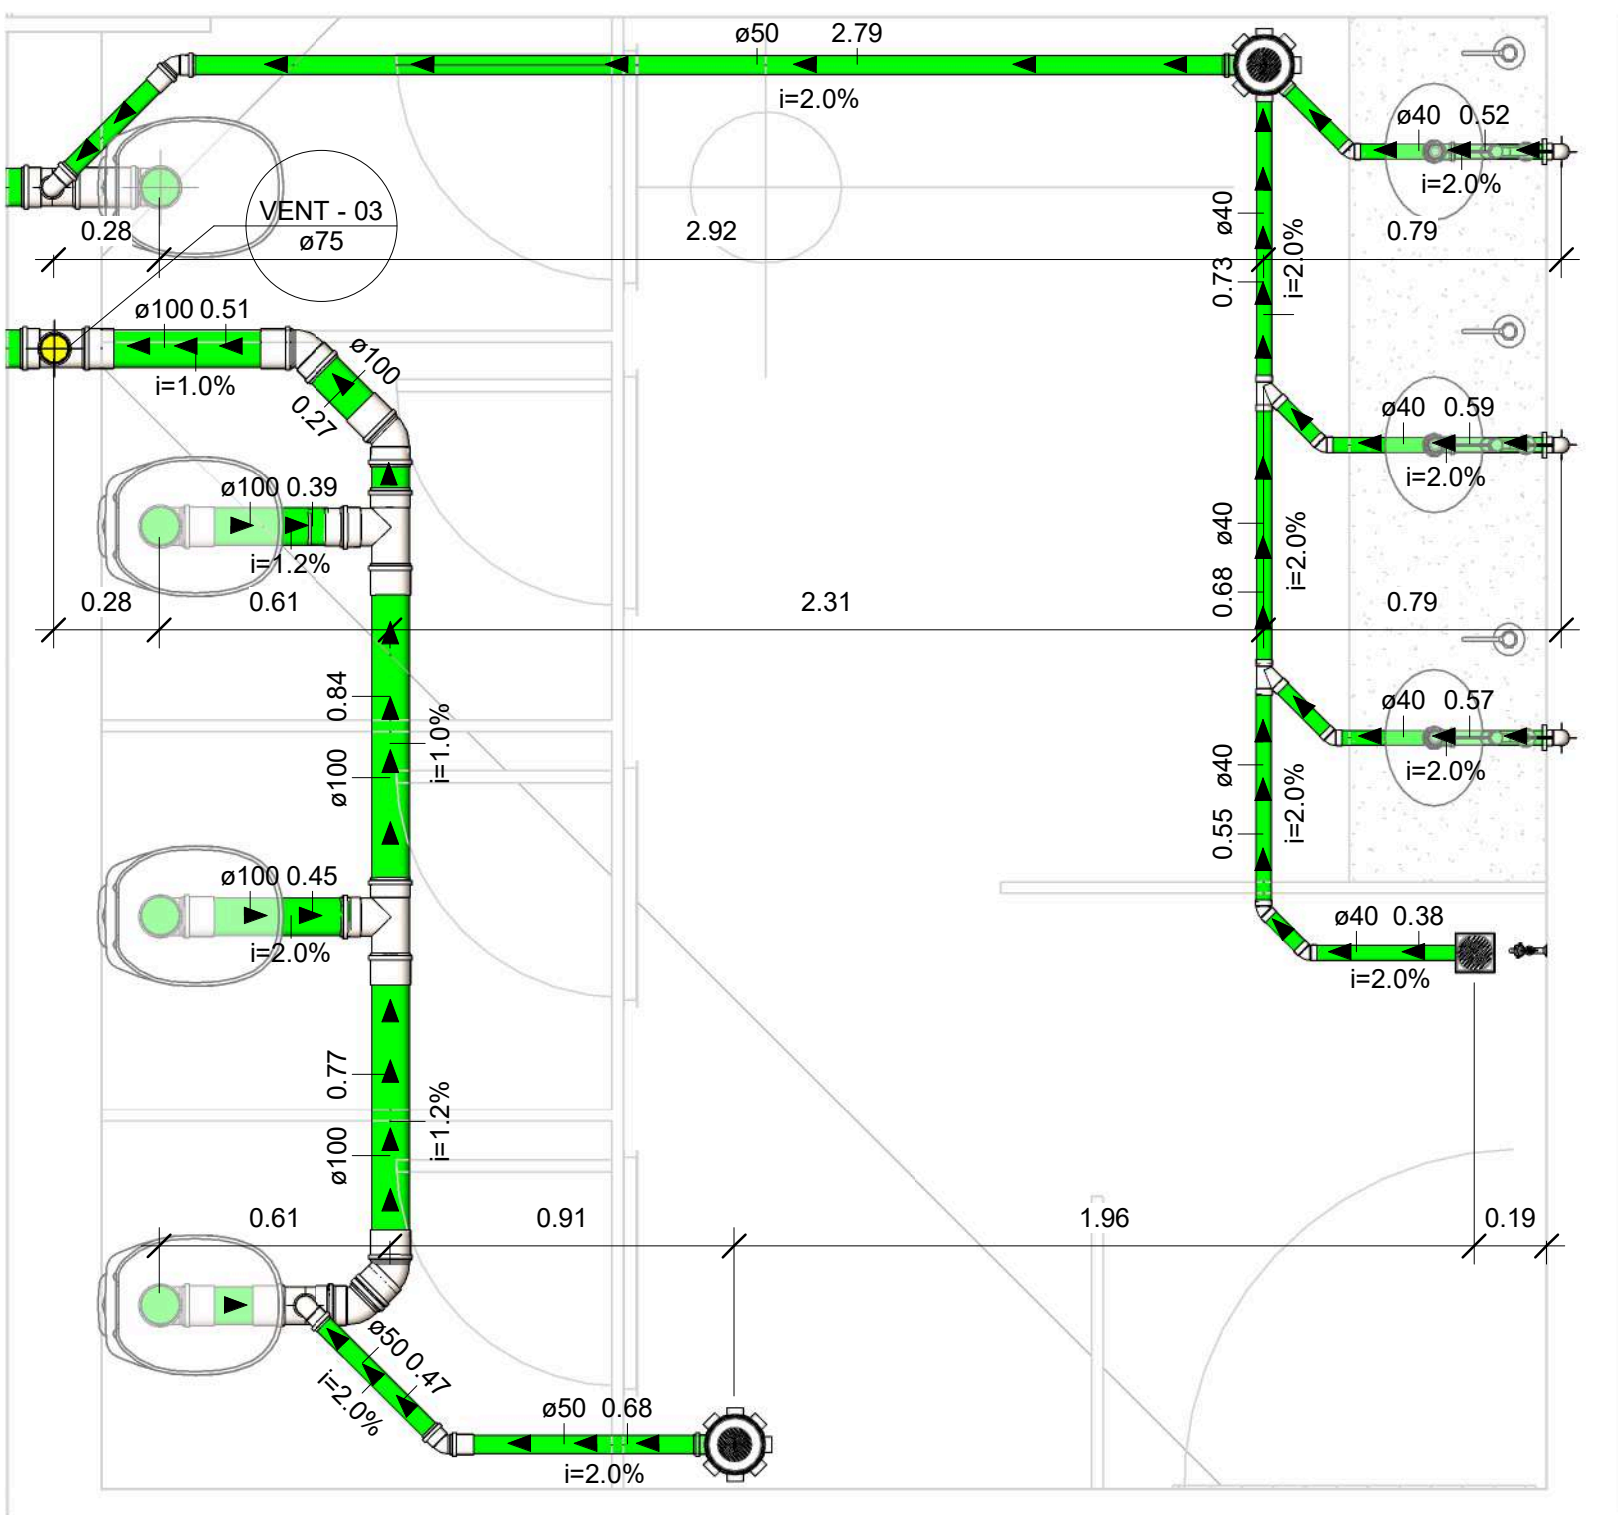 ø50 2.79
i=2.0%
ø40 0.52
i=2.0%
VENT - 03
ø75
0.28
2.92
0.79
ø40
0.73
i=2.0%
ø100 0.51
i=1.0%
ø100
0.27
ø40 0.59
i=2.0%
ø100 0.39
i=1.2%
ø40
0.68
i=2.0%
0.28
0.61
2.31
0.79
0.84
ø100
i=1.0%
ø40 0.57
i=2.0%
ø40
0.55
i=2.0%
ø100 0.45
i=2.0%
ø40 0.38
i=2.0%
0.77
ø100
i=1.2%
0.61
0.91
1.96
0.19
ø50 0.47
i=2.0%
ø50 0.68
i=2.0%